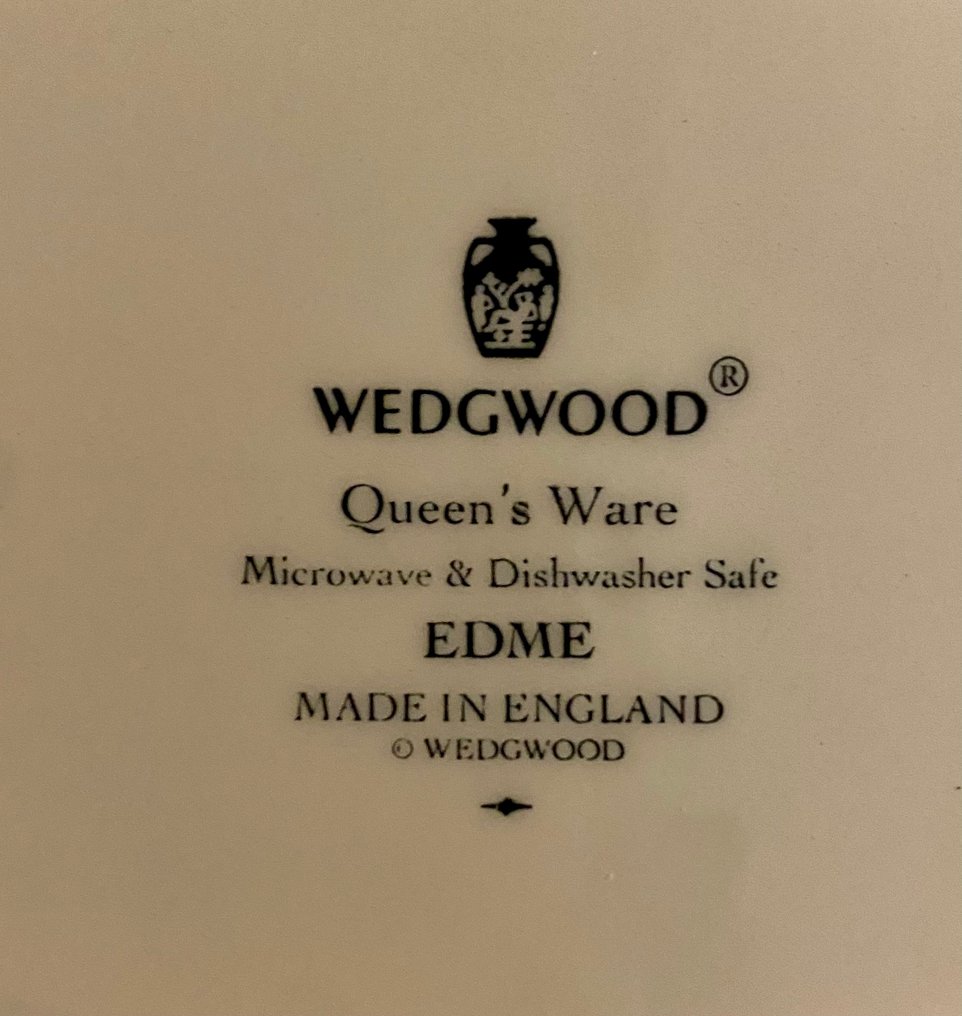 WEDGWOOD®
Queen's Ware
Microwave & Dishwasher Safe
EDME
MADE IN ENGLAND
© WEDGWOOD